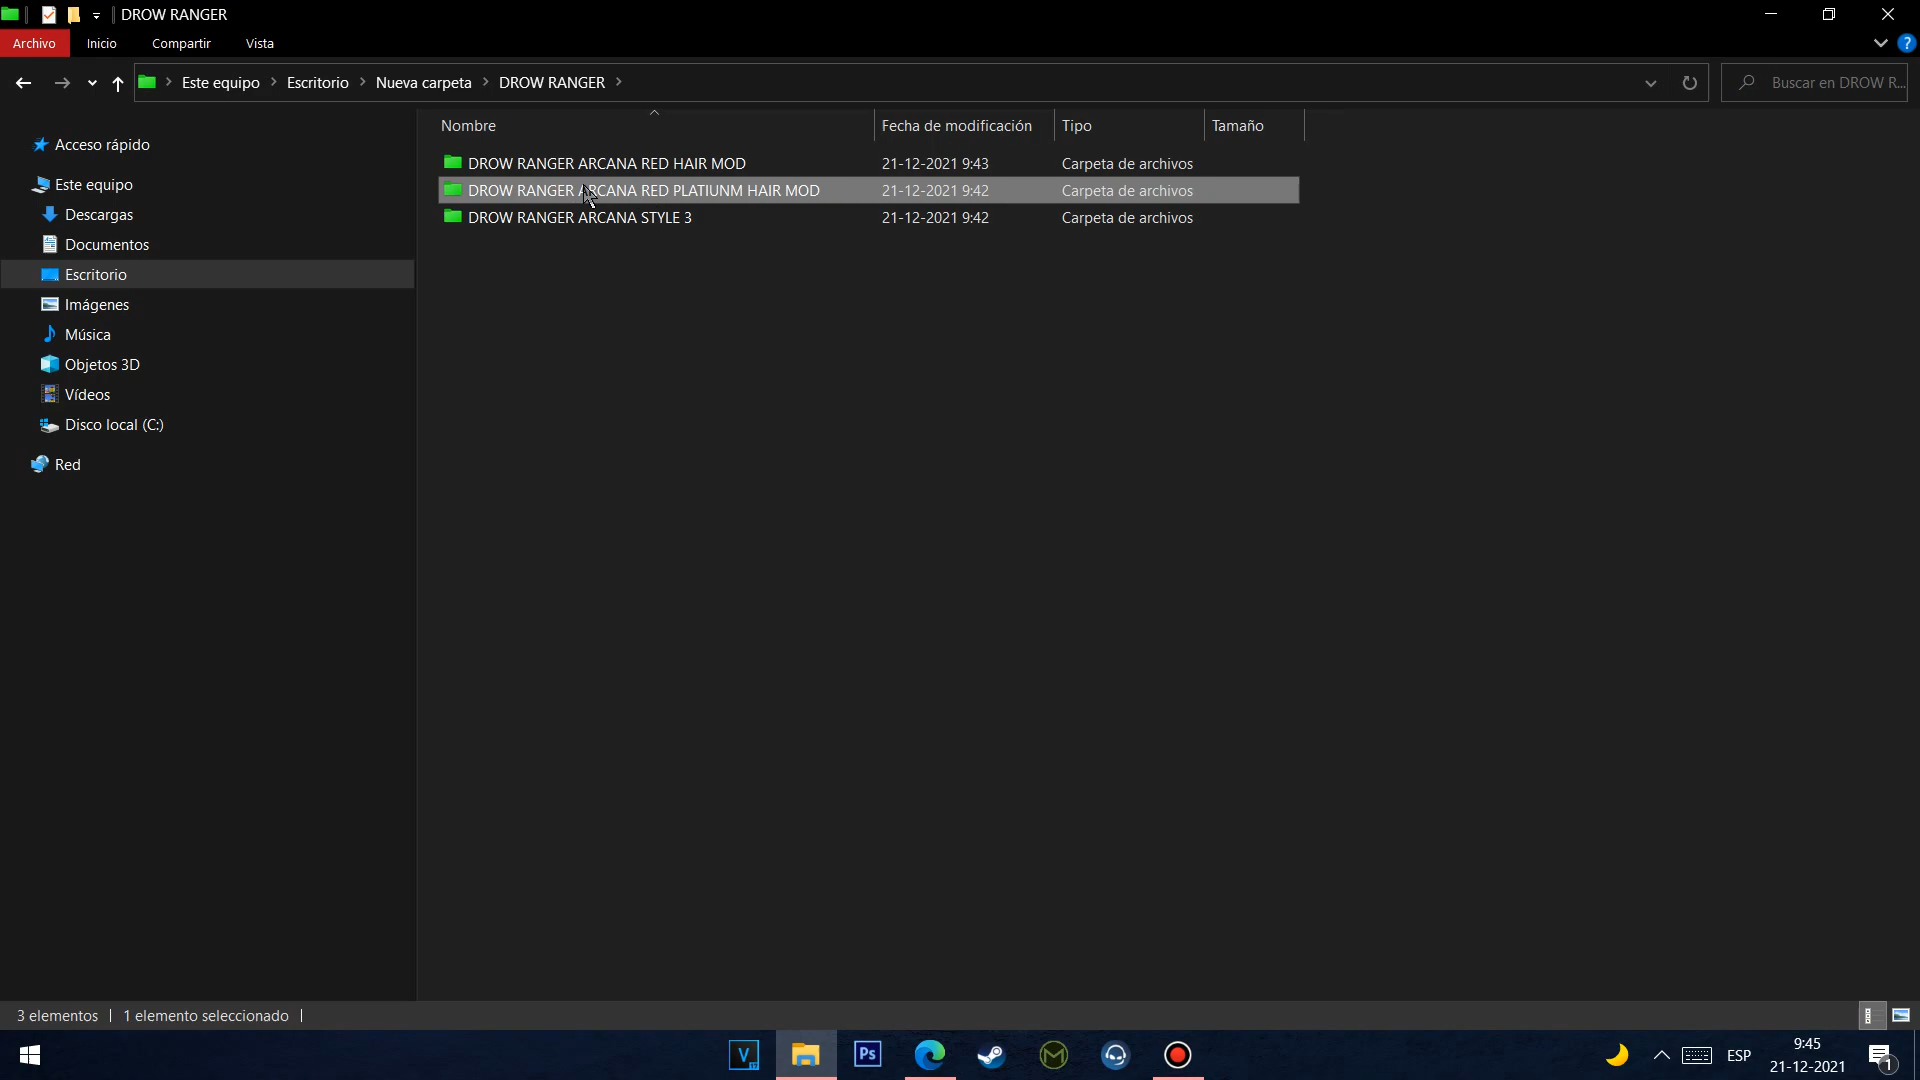 DROW RANGER
Archivo Inicio Compartir Vista
Este equipo Escritorio Nueva carpeta DROW RANGER Buscar en DROW R...
Nombre Fecha de modificación Tipo Tamaño
Acceso rápido
Este equipo
Descargas
Documentos
Escritorio
Imágenes
Música
Objetos 3D
Vídeos
Disco local (C:)
Red
DROW RANGER ARCANA RED HAIR MOD 21-12-2021 9:43 Carpeta de archivos
DROW RANGER ARCANA RED PLATIUNM HAIR MOD 21-12-2021 9:42 Carpeta de archivos
DROW RANGER ARCANA STYLE 3 21-12-2021 9:42 Carpeta de archivos
3 elementos 1 elemento seleccionado
V Ps ESP 9:45
21-12-2021 1